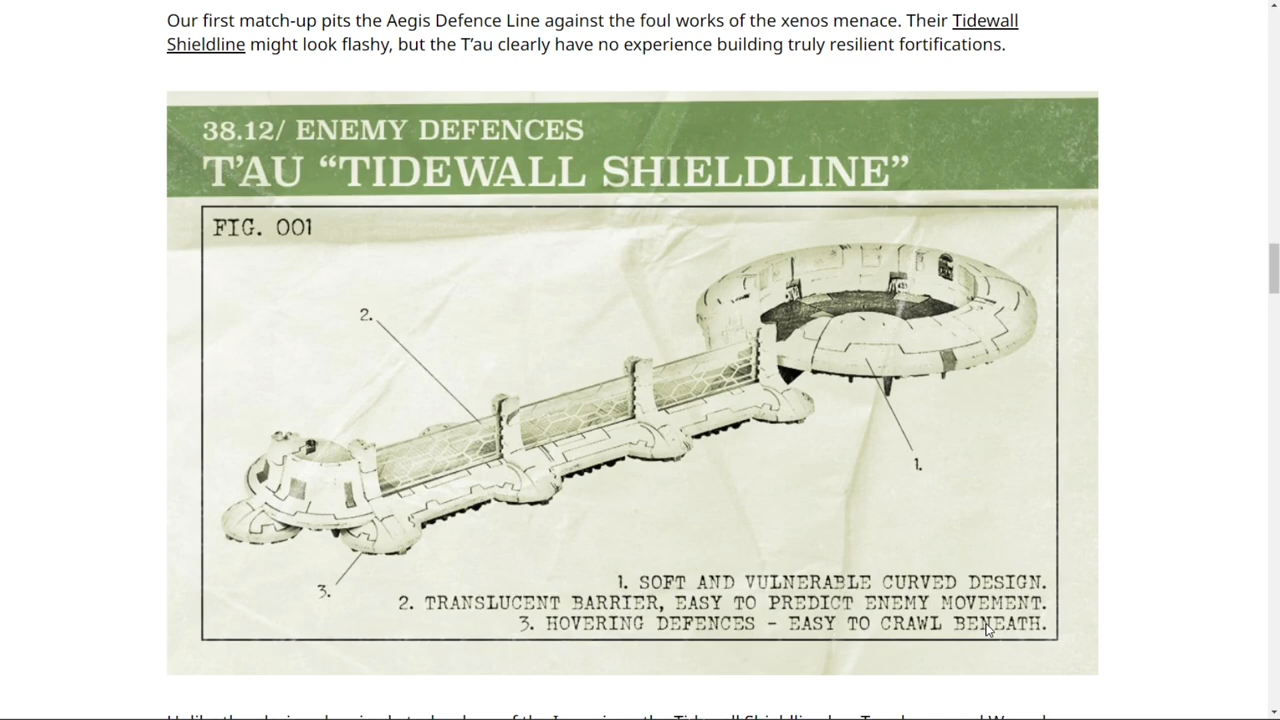 Our first match-up pits the Aegis Defence Line against the foul works of the xenos menace. Their Tidewall
Shieldline might look flashy, but the T’au clearly have no experience building truly resilient fortifications.
38.12/ ENEMY DEFENCES
T’AU “TIDEWALL SHIELDLINE”
FIG. 001
2.
1.
3.
1. SOFT AND VULNERABLE CURVED DESIGN.
2. TRANSLUCENT BARRIER, EASY TO PREDICT ENEMY MOVEMENT.
3. HOVERING DEFENCES - EASY TO CRAWL BENEATH.